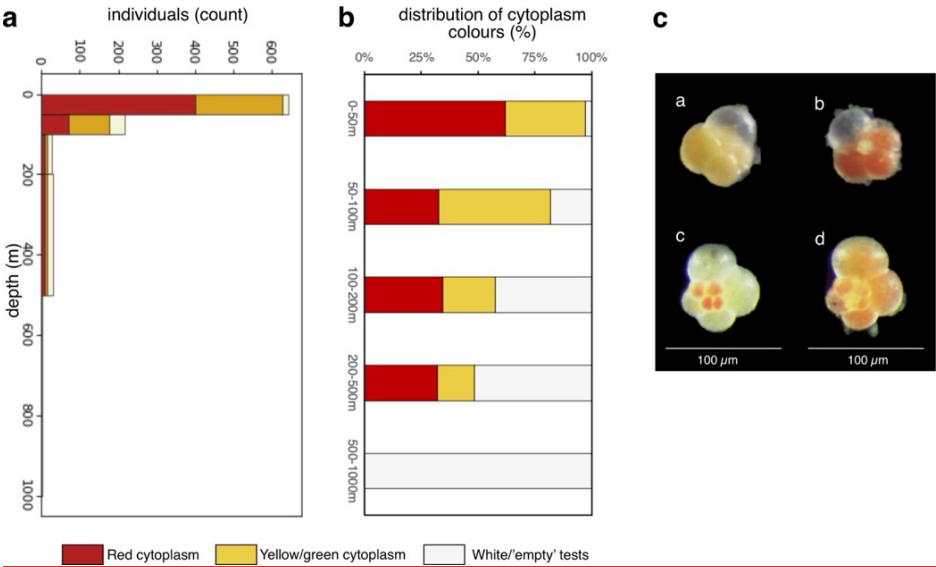 a
individuals (count)
0 100 200 300 400 500 600
depth (m)
0
200
400
600
800
1000
b
distribution of cytoplasm
colours (%)
0% 25% 50% 75% 100%
0-50m
50-100m
100-200m
200-500m
500-1000m
c
a b
c d
100 µm 100 µm
Red cytoplasm Yellow/green cytoplasm White/'empty' tests